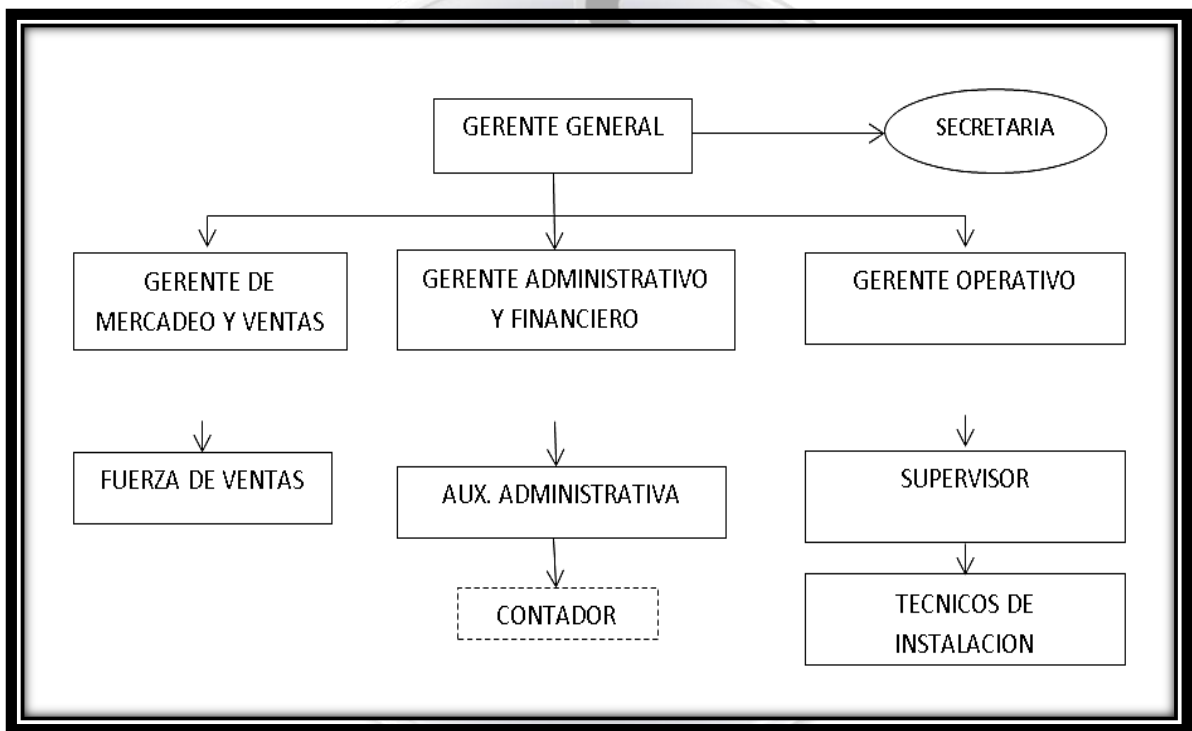 GERENTE GENERAL
SECRETARIA
GERENTE DE
MERCADEO Y VENTAS
GERENTE ADMINISTRATIVO
Y FINANCIERO
GERENTE OPERATIVO
FUERZA DE VENTAS
AUX. ADMINISTRATIVA
SUPERVISOR
CONTADOR
TECNICOS DE
INSTALACION